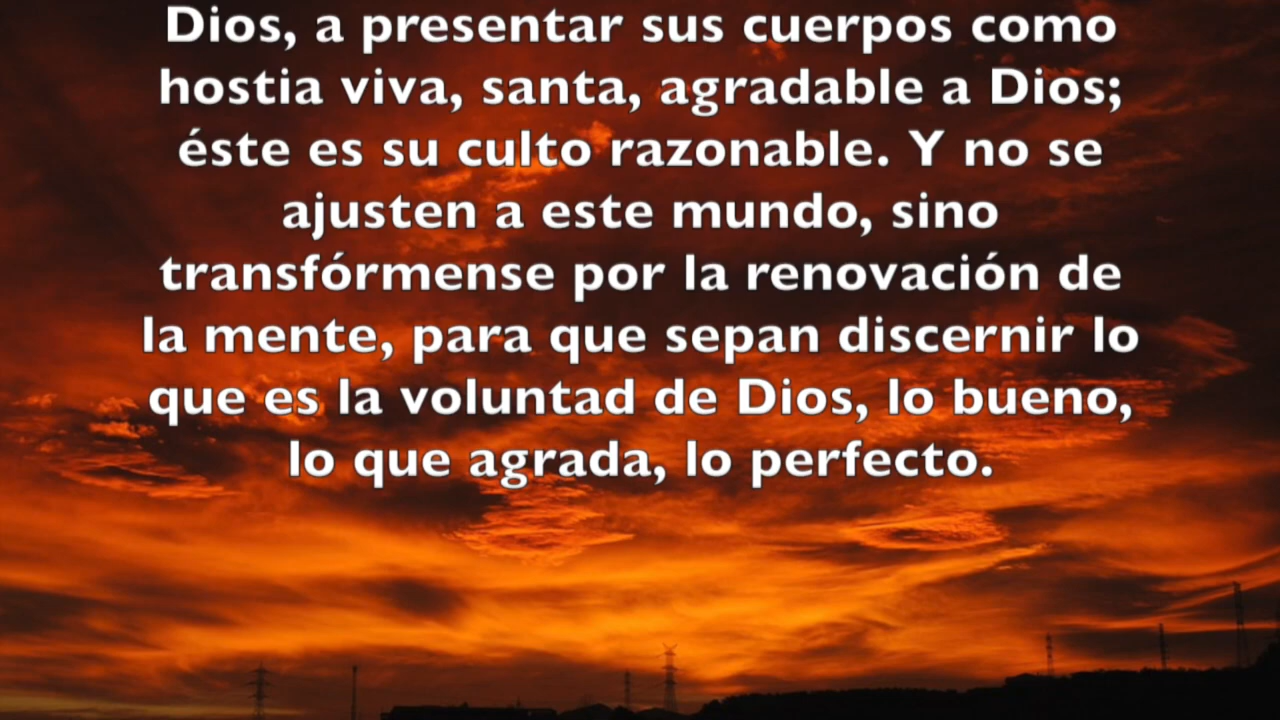 Dios, a presentar sus cuerpos como
hostia viva, santa, agradable a Dios;
éste es su culto razonable. Y no se
ajusten a este mundo, sino
transfórmense por la renovación de
la mente, para que sepan discernir lo
que es la voluntad de Dios, lo bueno,
lo que agrada, lo perfecto.